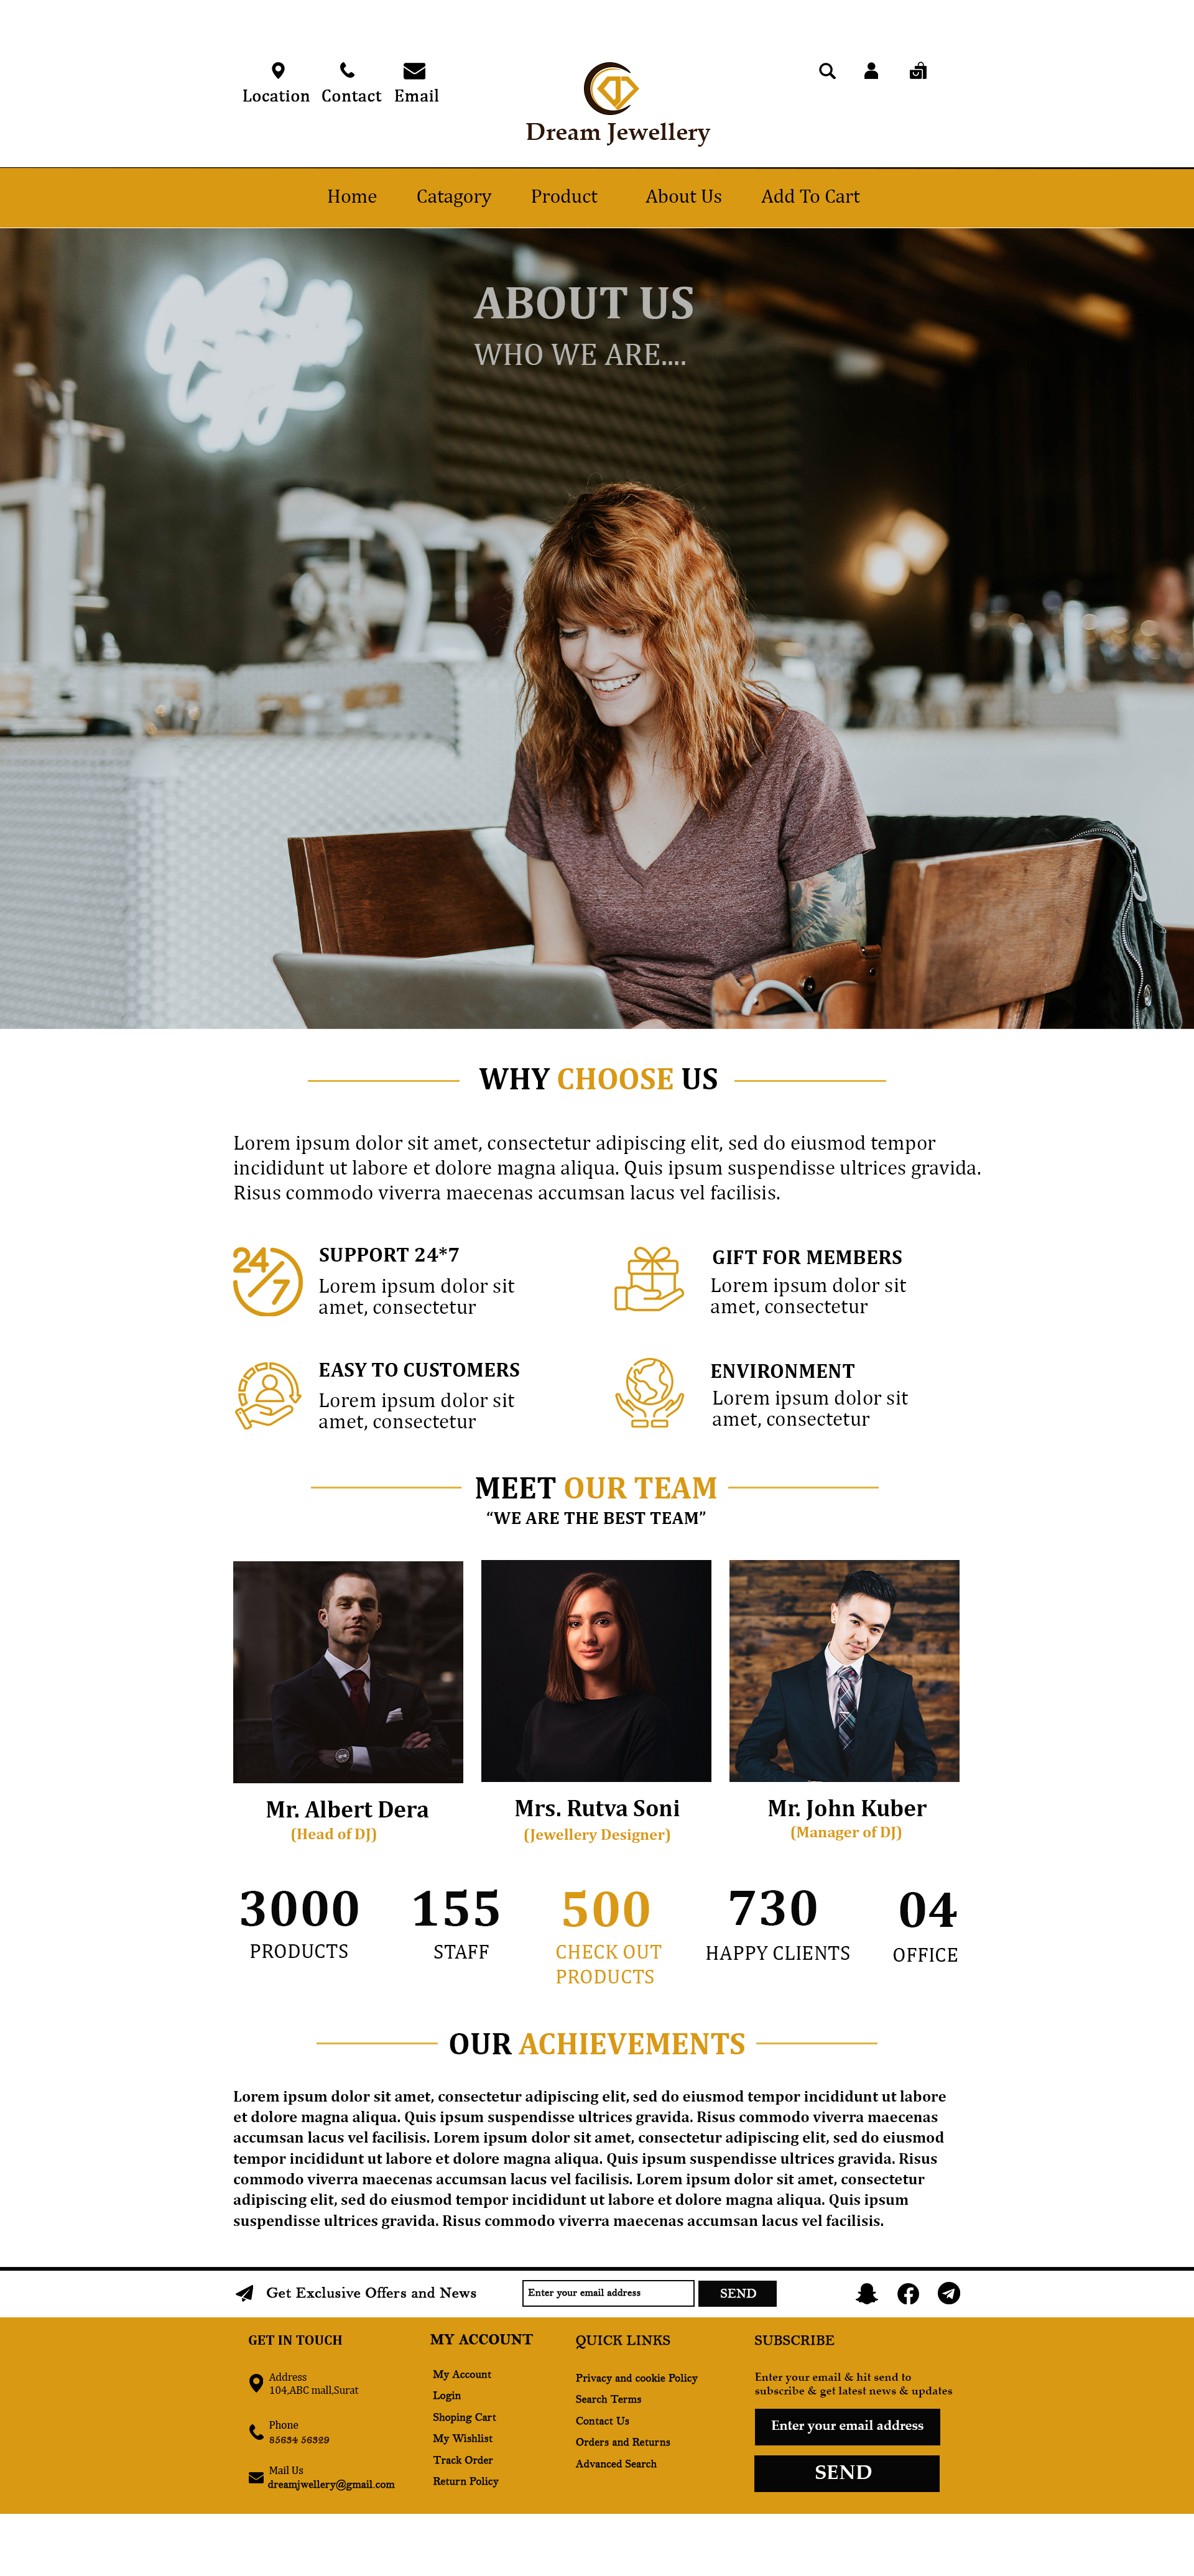 Location Contact Email
Dream Jewellery
Home Catagory Product About Us Add To Cart
ABOUT US
WHO WE ARE....
WHY CHOOSE US
Lorem ipsum dolor sit amet, consectetur adipiscing elit, sed do eiusmod tempor
incididunt ut labore et dolore magna aliqua. Quis ipsum suspendisse ultrices gravida.
Risus commodo viverra maecenas accumsan lacus vel facilisis.
24/7
SUPPORT 24*7
Lorem ipsum dolor sit
amet, consectetur
GIFT FOR MEMBERS
Lorem ipsum dolor sit
amet, consectetur
EASY TO CUSTOMERS
Lorem ipsum dolor sit
amet, consectetur
ENVIRONMENT
Lorem ipsum dolor sit
amet, consectetur
MEET OUR TEAM
“WE ARE THE BEST TEAM”
Mr. Albert Dera
(Head of DJ)
Mrs. Rutva Soni
(Jewellery Designer)
Mr. John Kuber
(Manager of DJ)
3000
PRODUCTS
155
STAFF
500
CHECK OUT
PRODUCTS
730
HAPPY CLIENTS
04
OFFICE
OUR ACHIEVEMENTS
Lorem ipsum dolor sit amet, consectetur adipiscing elit, sed do eiusmod tempor incididunt ut labore
et dolore magna aliqua. Quis ipsum suspendisse ultrices gravida. Risus commodo viverra maecenas
accumsan lacus vel facilisis. Lorem ipsum dolor sit amet, consectetur adipiscing elit, sed do eiusmod
tempor incididunt ut labore et dolore magna aliqua. Quis ipsum suspendisse ultrices gravida. Risus
commodo viverra maecenas accumsan lacus vel facilisis. Lorem ipsum dolor sit amet, consectetur
adipiscing elit, sed do eiusmod tempor incididunt ut labore et dolore magna aliqua. Quis ipsum
suspendisse ultrices gravida. Risus commodo viverra maecenas accumsan lacus vel facilisis.
Get Exclusive Offers and News
Enter your email address
SEND
GET IN TOUCH
Address
104,ABC mall,Surat
Phone
85634 56329
Mail Us
dreamjwellery@gmail.com
MY ACCOUNT
My Account
Login
Shoping Cart
My Wishlist
Track Order
Return Policy
QUICK LINKS
Privacy and cookie Policy
Search Terms
Contact Us
Orders and Returns
Advanced Search
SUBSCRIBE
Enter your email & hit send to
subscribe & get latest news & updates
Enter your email address
SEND